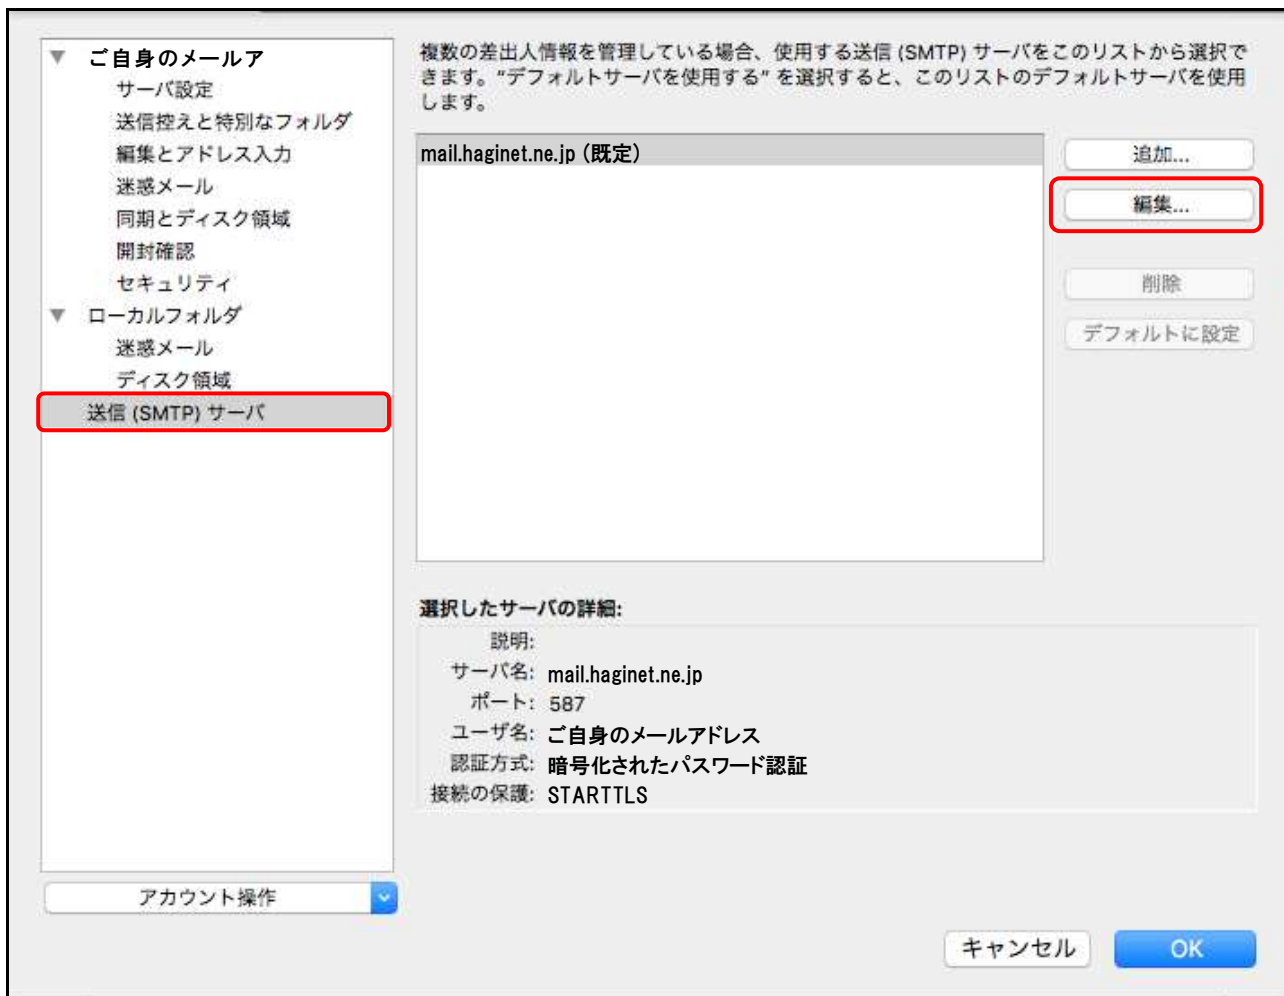 ▼ ご自身のメールア
サーバ設定
送信控えと特別なフォルダ
編集とアドレス入力
迷惑メール
同期とディスク領域
開封確認
セキュリティ
▼ ローカルフォルダ
迷惑メール
ディスク領域
送信 (SMTP) サーバ
アカウント操作
複数の差出人情報を管理している場合、使用する送信 (SMTP) サーバをこのリストから選択で
きます。“デフォルトサーバを使用する” を選択すると、このリストのデフォルトサーバを使用
します。
mail.haginet.ne.jp (既定)
追加...
編集...
削除
デフォルトに設定
選択したサーバの詳細:
説明:
サーバ名: mail.haginet.ne.jp
ポート: 587
ユーザ名: ご自身のメールアドレス
認証方式: 暗号化されたパスワード認証
接続の保護: STARTTLS
キャンセル
OK